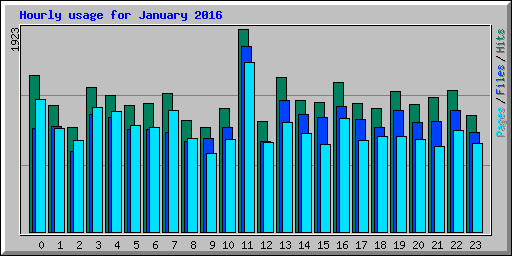 Hourly usage for January 2016
1923
Pages / Files / Hits
0 1 2 3 4 5 6 7 8 9 10 11 12 13 14 15 16 17 18 19 20 21 22 23